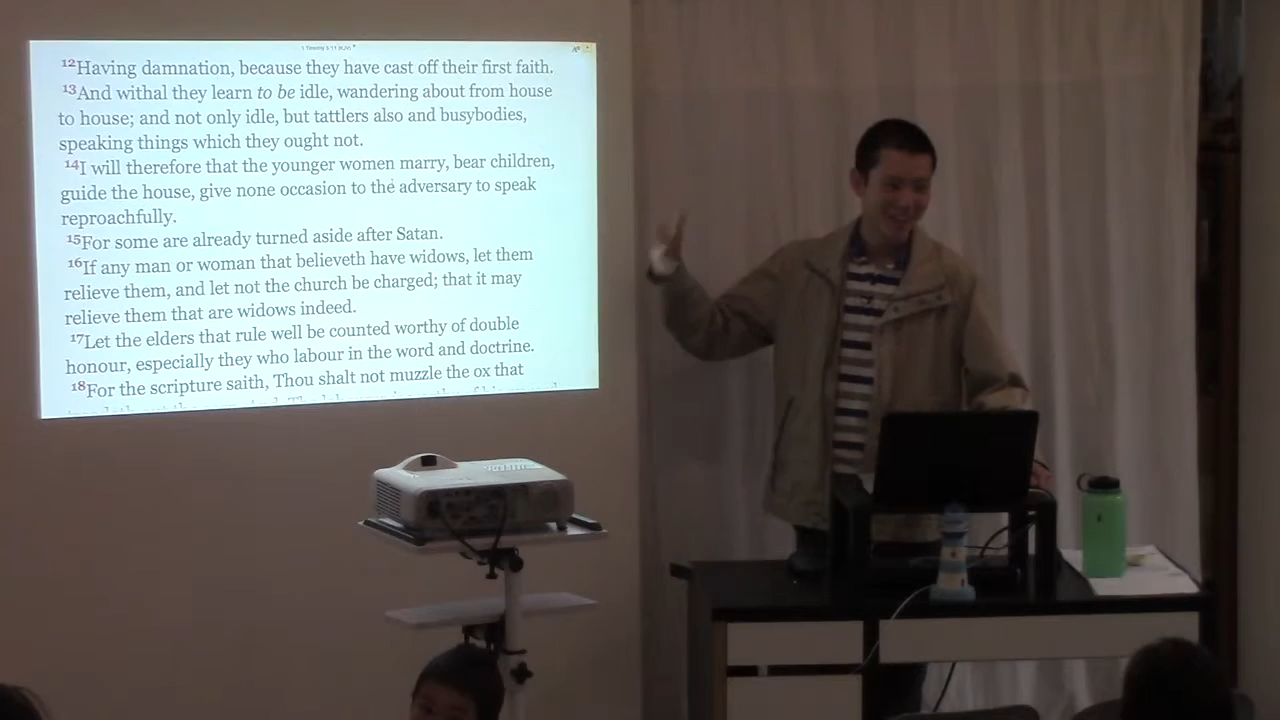 1 Timothy 5:11 (KJV)
¹²Having damnation, because they have cast off their first faith.
¹³And withal they learn to be idle, wandering about from house
to house; and not only idle, but tattlers also and busybodies,
speaking things which they ought not.
¹⁴I will therefore that the younger women marry, bear children,
guide the house, give none occasion to the adversary to speak
reproachfully.
¹⁵For some are already turned aside after Satan.
¹⁶If any man or woman that believeth have widows, let them
relieve them, and let not the church be charged; that it may
relieve them that are widows indeed.
¹⁷Let the elders that rule well be counted worthy of double
honour, especially they who labour in the word and doctrine.
¹⁸For the scripture saith, Thou shalt not muzzle the ox that